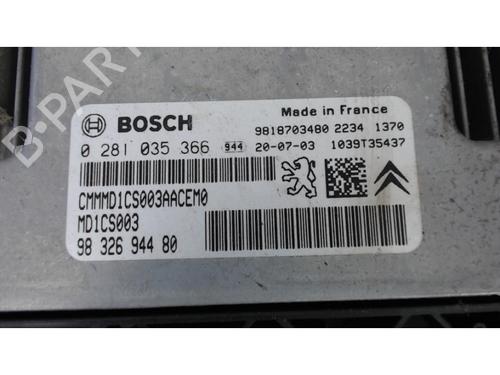 B-PARTS
BOSCH
Made in France
9818703480 2234 1370
0 281 035 366 944 20-07-03 1039T35437
CMMMD1CS003AACEM0
MD1CS003
98 326 944 80